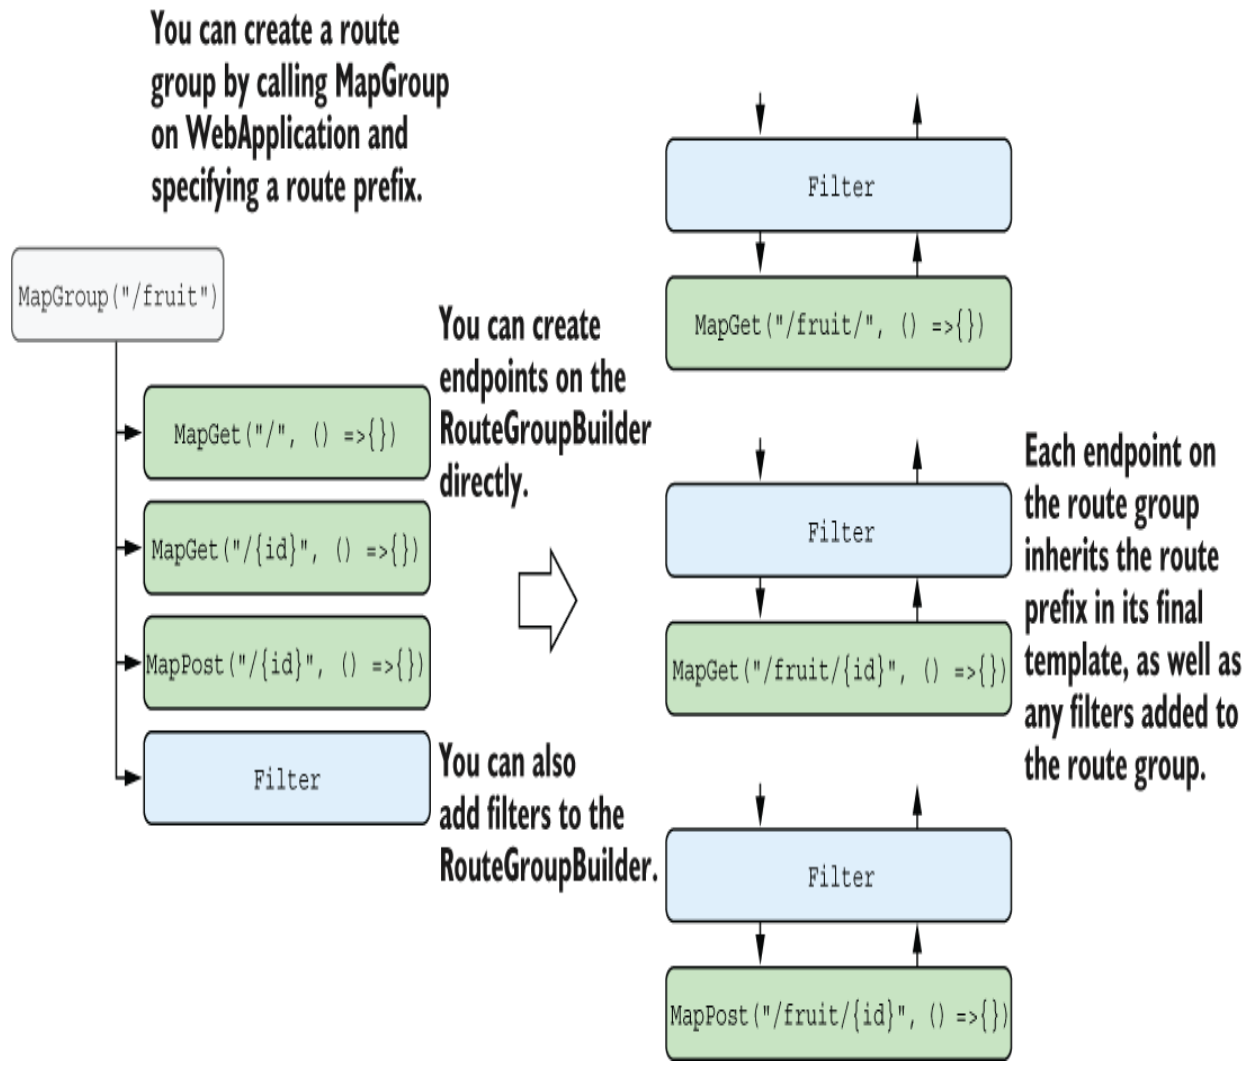 You can create a route
group by calling MapGroup
on WebApplication and
specifying a route prefix.
MapGroup("/fruit")
You can create
endpoints on the
RouteGroupBuilder
directly.
MapGet("/", () =>{})
MapGet("/{id}", () =>{})
MapPost("/{id}", () =>{})
Filter
You can also
add filters to the
RouteGroupBuilder.
Filter
MapGet("/fruit/", () =>{})
Filter
MapGet("/fruit/{id}", () =>{})
Filter
MapPost("/fruit/{id}", () =>{})
Each endpoint on
the route group
inherits the route
prefix in its final
template, as well as
any filters added to
the route group.